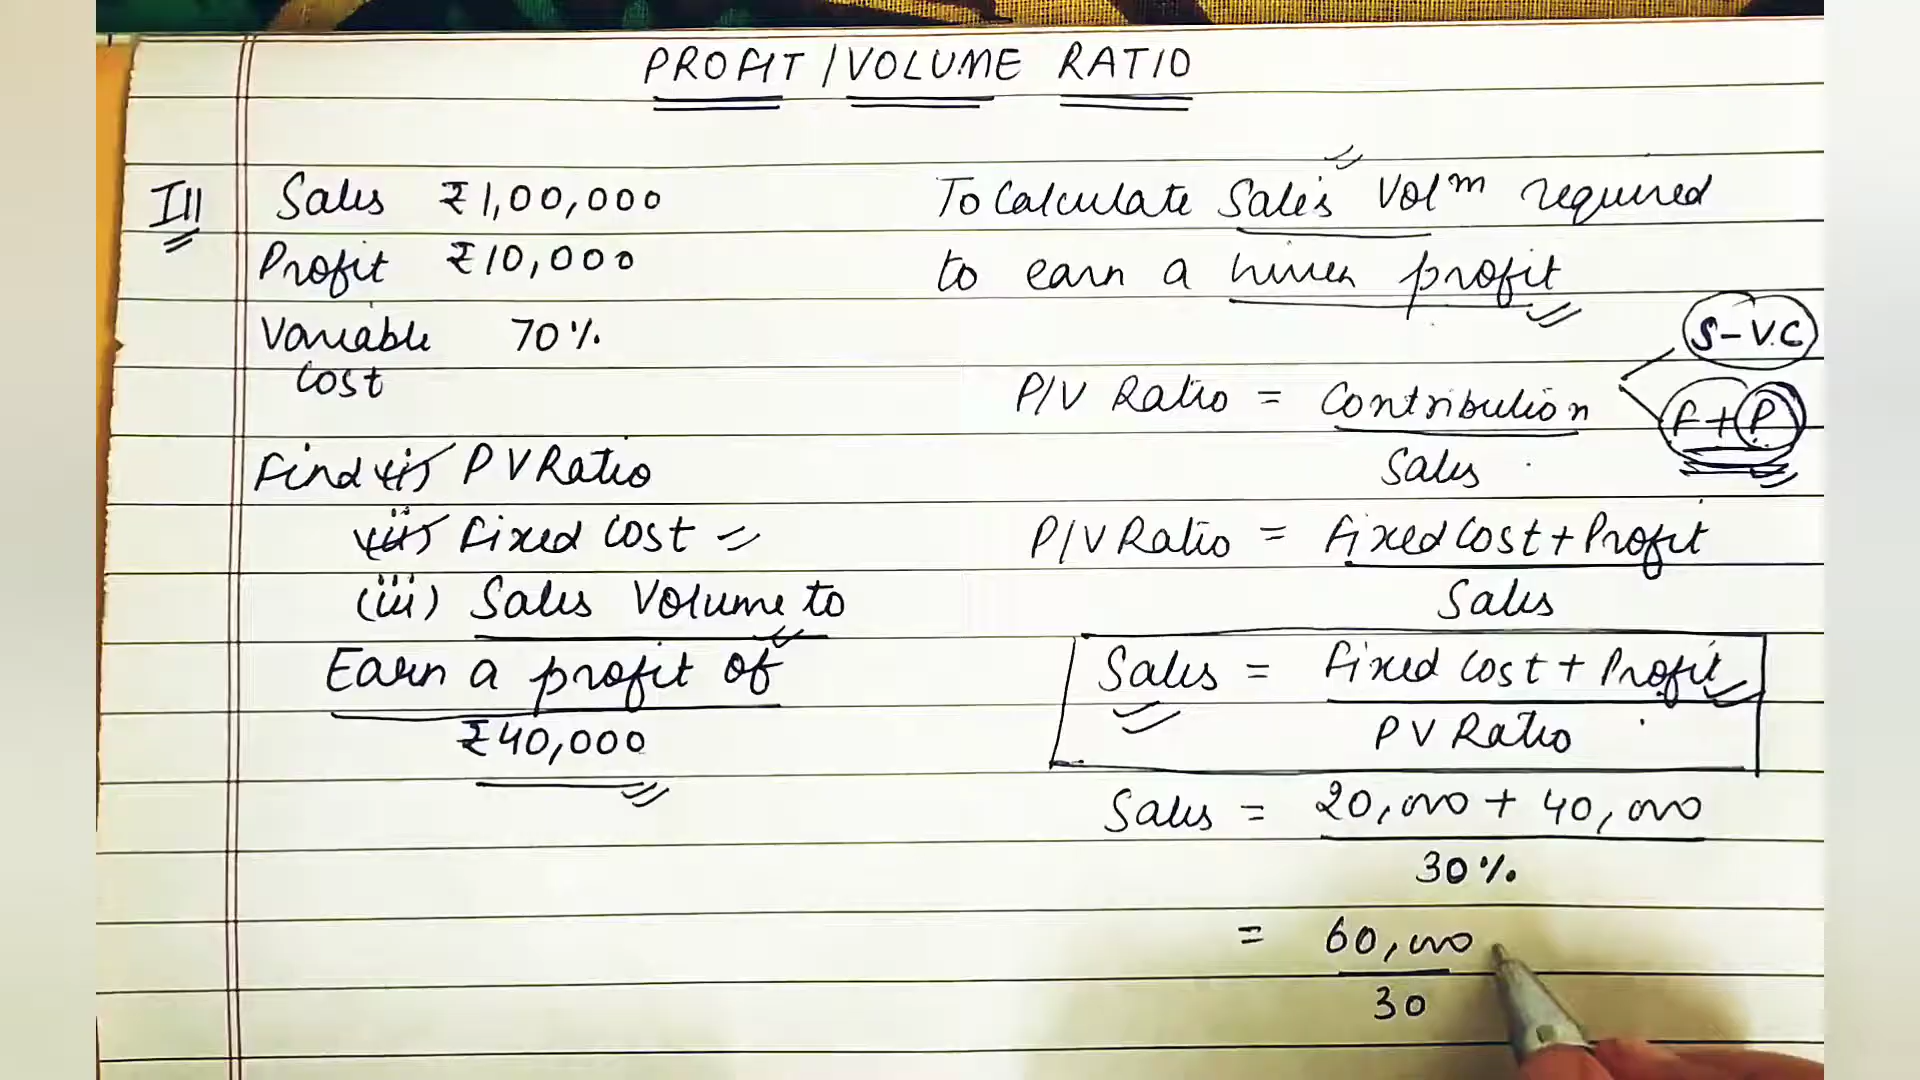 PROFIT / VOLUME RATIO
III
Sales ₹1,00,000
Profit ₹10,000
Variable 70%
Cost
Find (i) PV Ratio
(ii) Fixed Cost
(iii) Sales Volume to
Earn a profit of
₹40,000
To Calculate Sales Volm required
to earn a profit
S-V.C
P/V Ratio = Contribution
Sales
F+P
P/V Ratio = Fixed Cost + Profit
Sales
Sales = Fixed Cost + Profit
PV Ratio
Sales = 20,000 + 40,000
30%
= 60,000
30